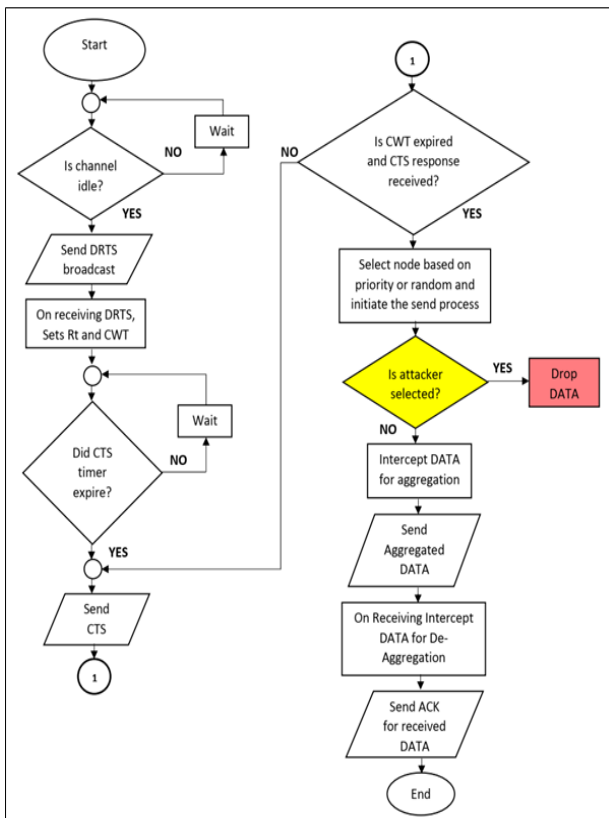 Start
Wait
Is channel
idle?
NO
YES
Send DRTS
broadcast
On receiving DRTS,
Sets Rt and CWT
Wait
Did CTS
timer
expire?
NO
YES
Send
CTS
1
1
Is CWT expired
and CTS response
received?
NO
YES
Select node based on
priority or random and
initiate the send process
Is attacker
selected?
YES
Drop
DATA
NO
Intercept DATA
for aggregation
Send
Aggregated
DATA
On Receiving Intercept
DATA for De-
Aggregation
Send ACK
for received
DATA
End